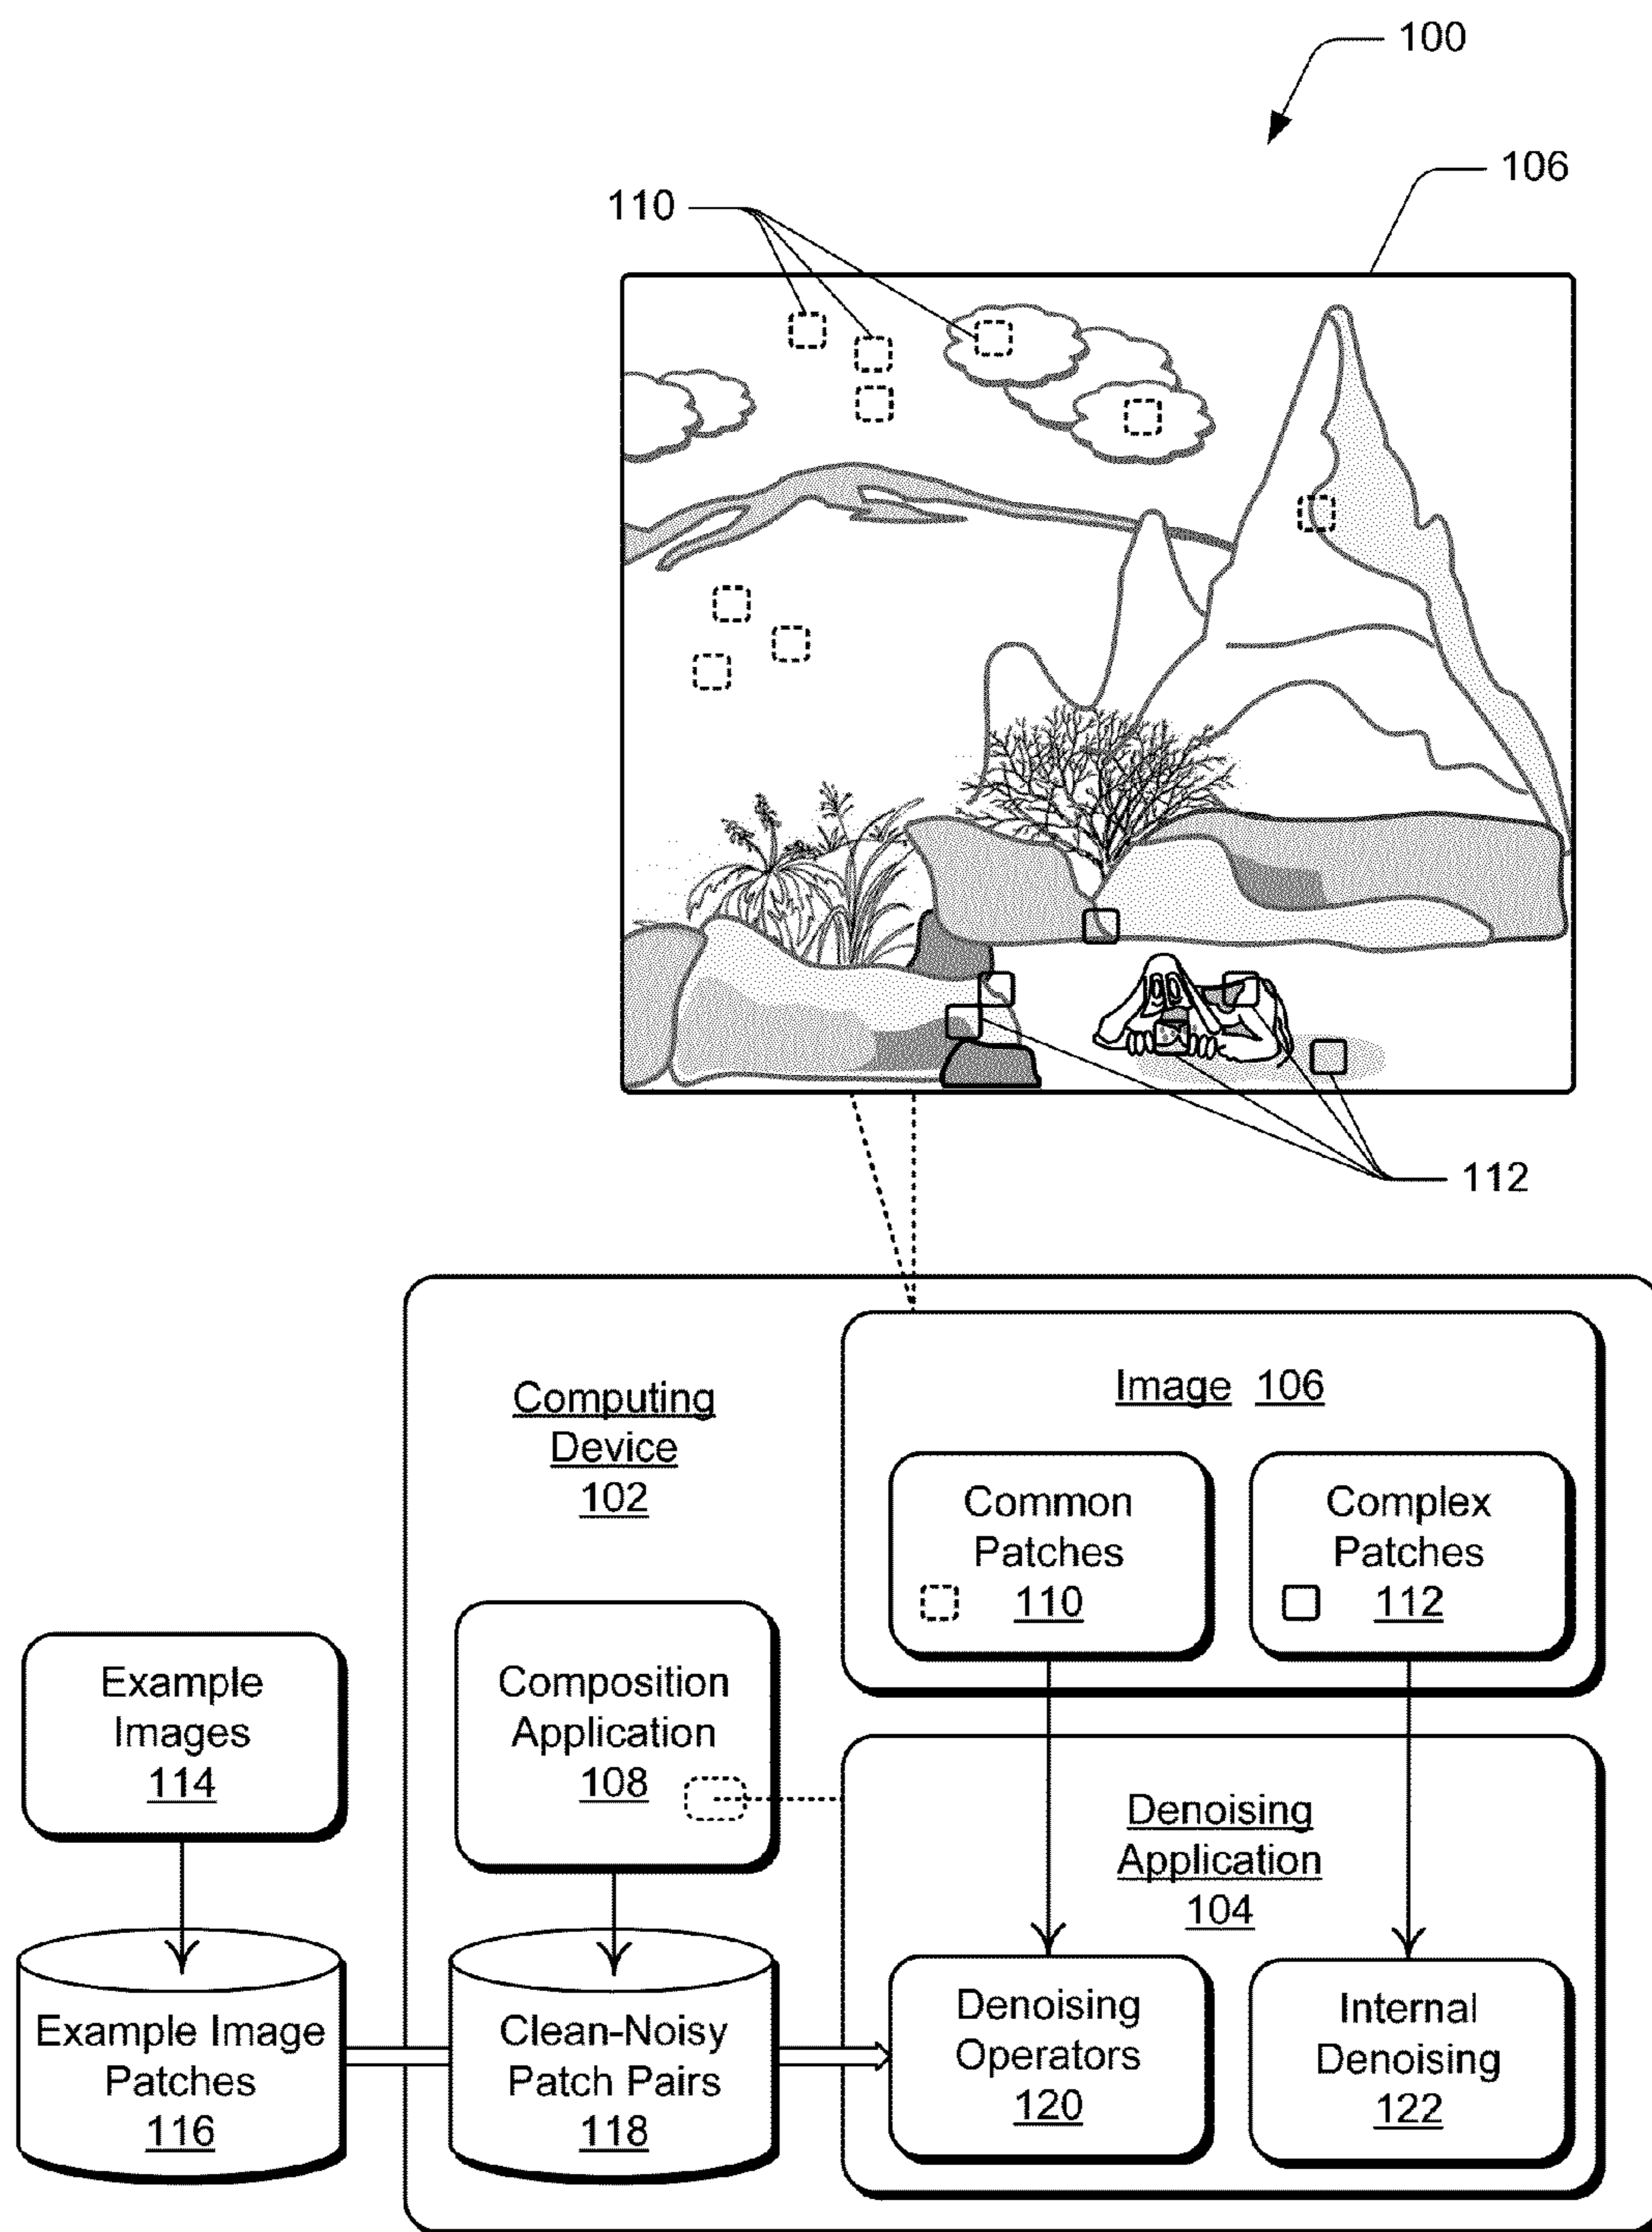 100
106
110
112
Computing
Device
102
Image 106
Common
Patches
110
Complex
Patches
112
Example
Images
114
Composition
Application
108
Denoising
Application
104
Example Image
Patches
116
Clean-Noisy
Patch Pairs
118
Denoising
Operators
120
Internal
Denoising
122